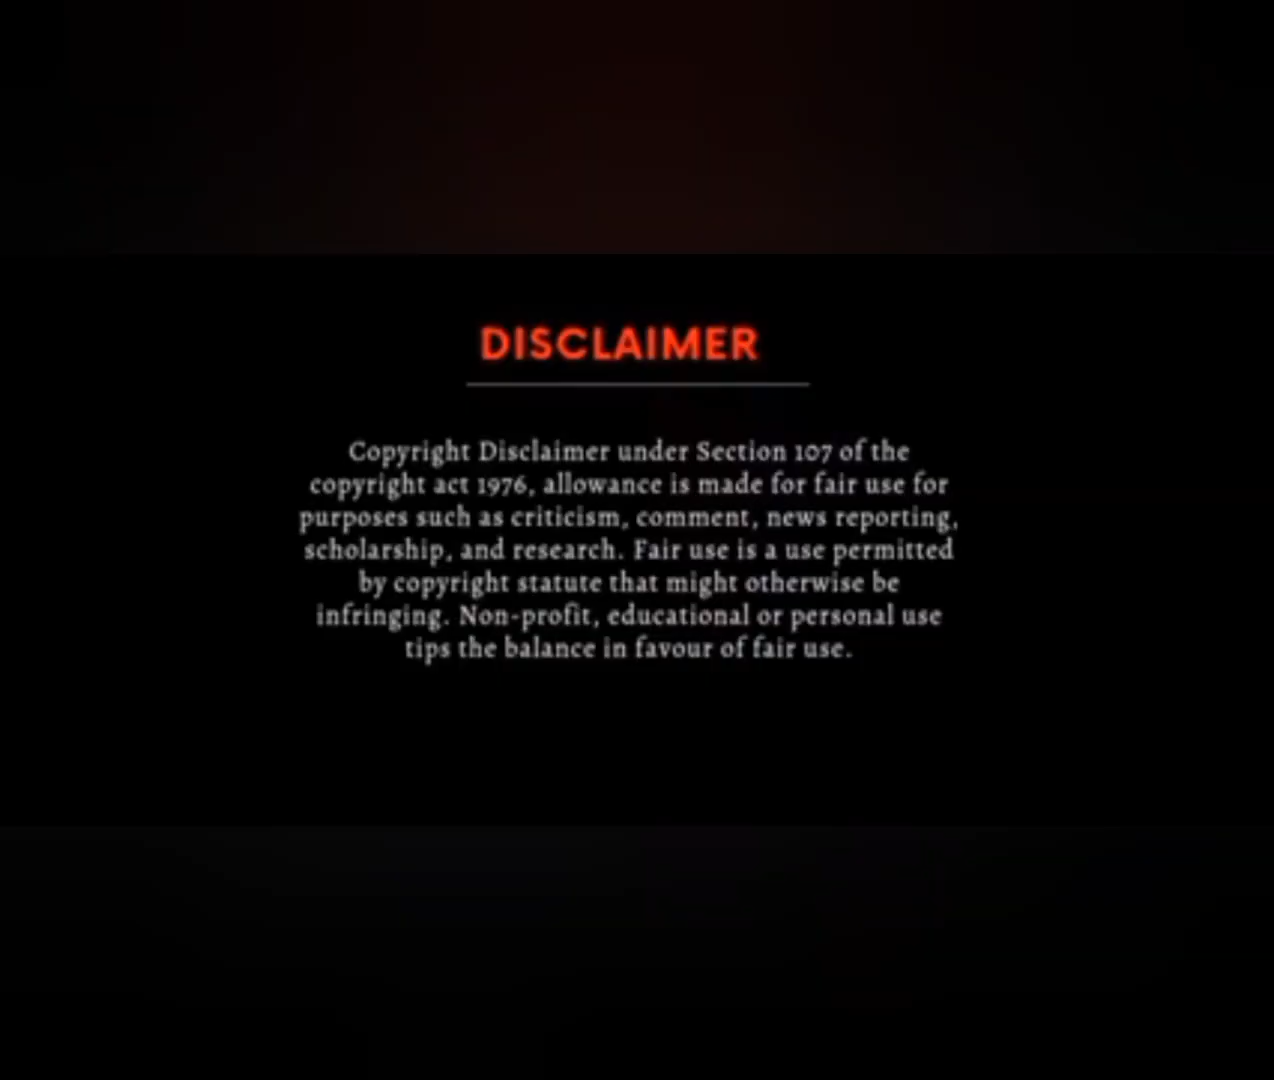 DISCLAIMER
Copyright Disclaimer under Section 107 of the
copyright act 1976, allowance is made for fair use for
purposes such as criticism, comment, news reporting,
scholarship, and research. Fair use is a use permitted
by copyright statute that might otherwise be
infringing. Non-profit, educational or personal use
tips the balance in favour of fair use.